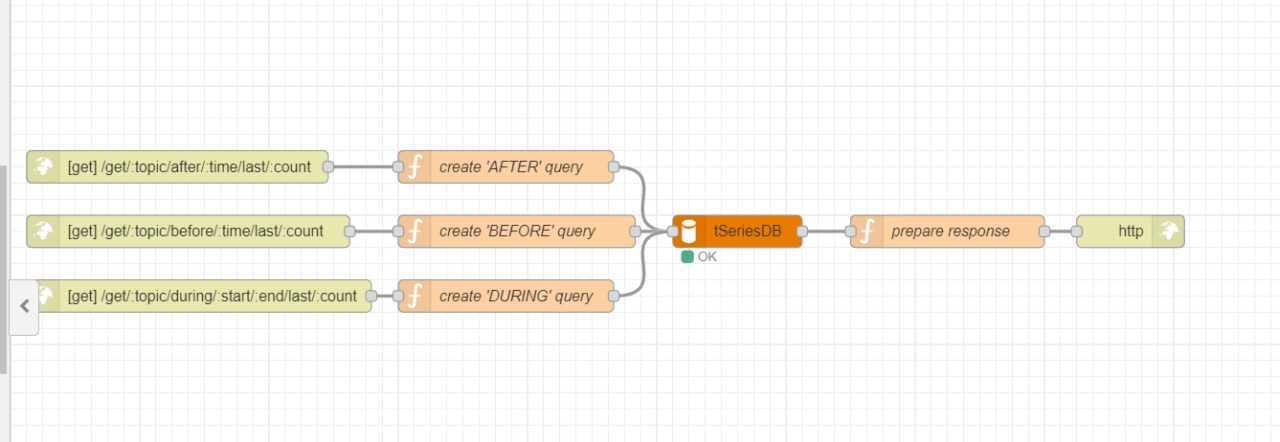 [get] /get/:topic/after/:time/last/:count
create 'AFTER' query
[get] /get/:topic/before/:time/last/:count
create 'BEFORE' query
tSeriesDB
prepare response
http
OK
[get] /get/:topic/during/:start/:end/last/:count
create 'DURING' query